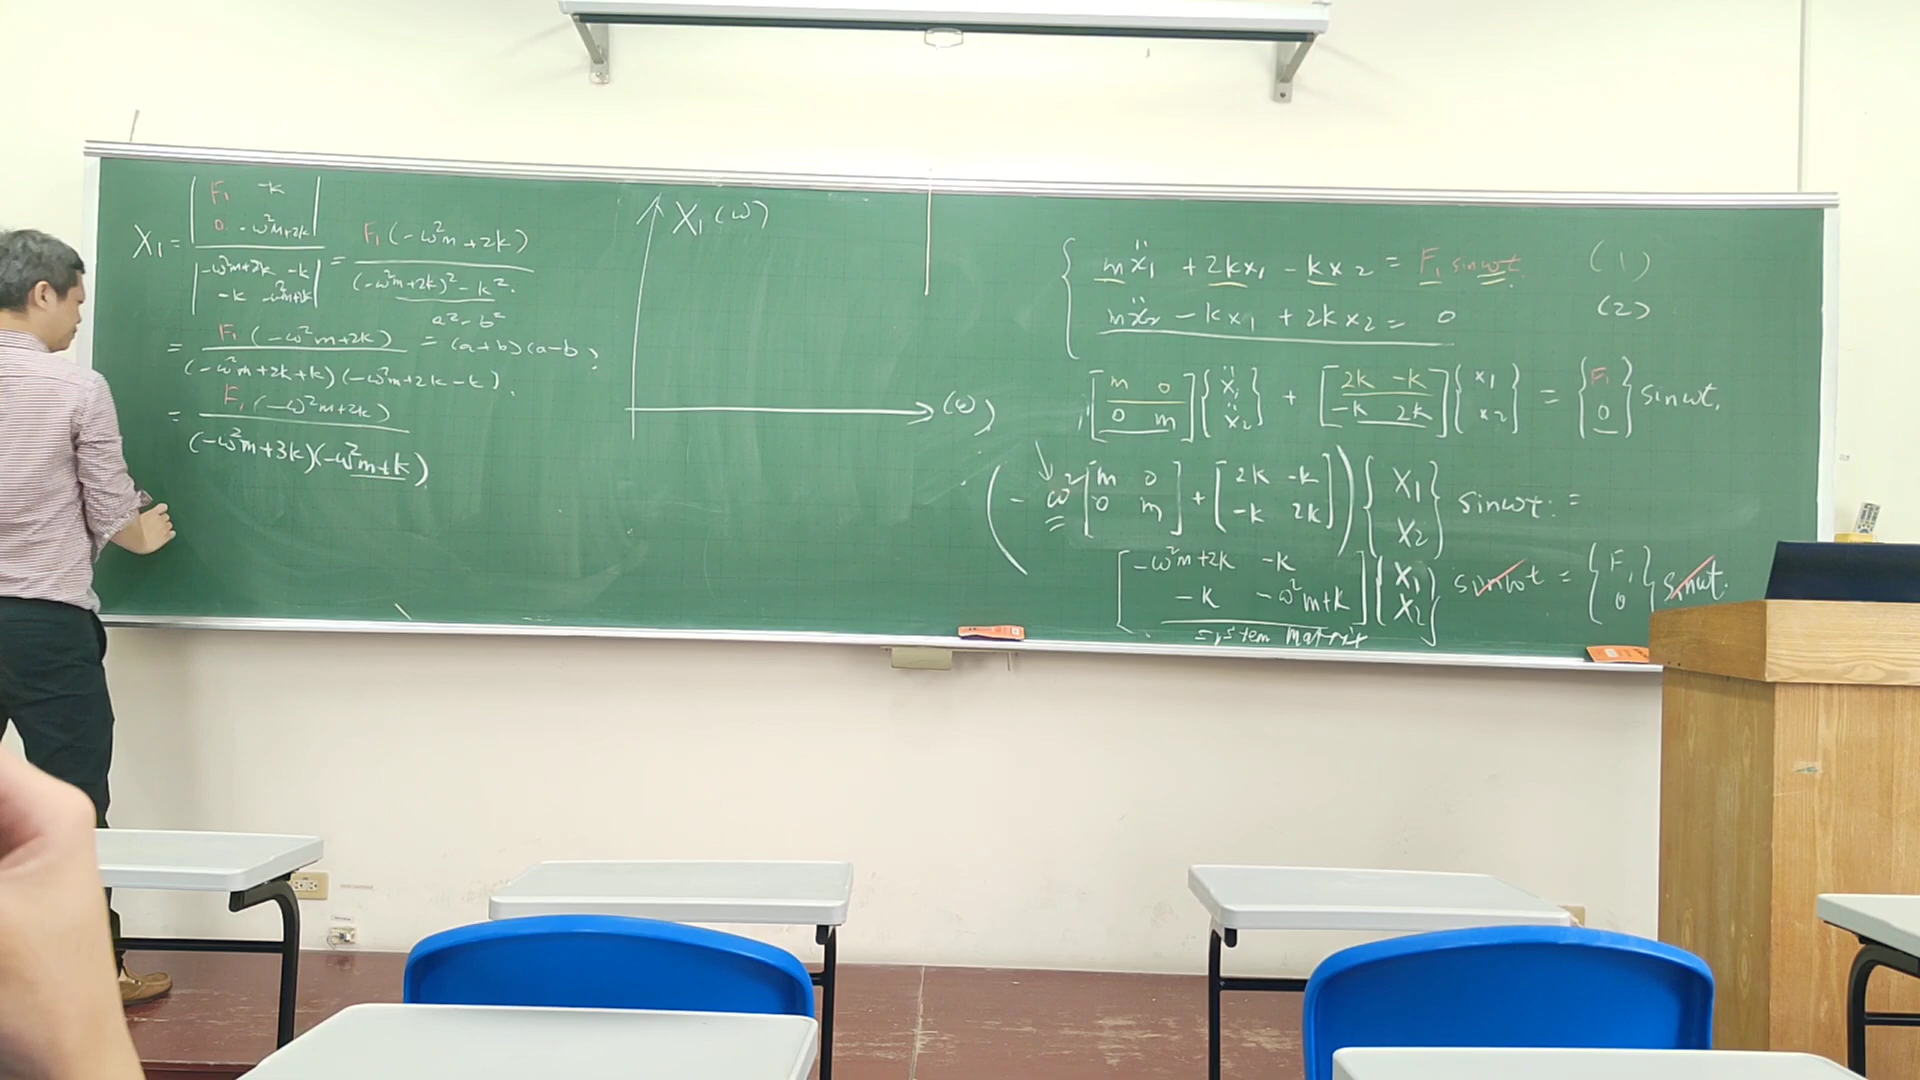 X₁ = | F₁ -k ; 0 -ω²m+2k | / | -ω²m+2k -k ; -k -ω²m+2k | = F₁(-ω²m+2k) / ((-ω²m+2k)² - k²)
a² - b²
= F₁(-ω²m+2k) / ((-ω²m+2k+k)(-ω²m+2k-k)) = (a+b)(a-b)
= F₁(-ω²m+2k) / ((-ω²m+3k)(-ω²m+k))
X₁(ω)
(ω)
{ mẍ₁ + 2kx₁ - kx₂ = F₁ sinωt (1)
mẍ₂ - kx₁ + 2kx₂ = 0 (2)
[m 0 ; 0 m]{ẍ₁ ; ẍ₂} + [2k -k ; -k 2k]{x₁ ; x₂} = {F₁ ; 0} sinωt,
(-ω²[m 0 ; 0 m] + [2k -k ; -k 2k]){X₁ ; X₂} sinωt =
[-ω²m+2k -k ; -k -ω²m+k]{X₁ ; X₂} sinωt = {F₁ ; 0} sinωt
system matrix